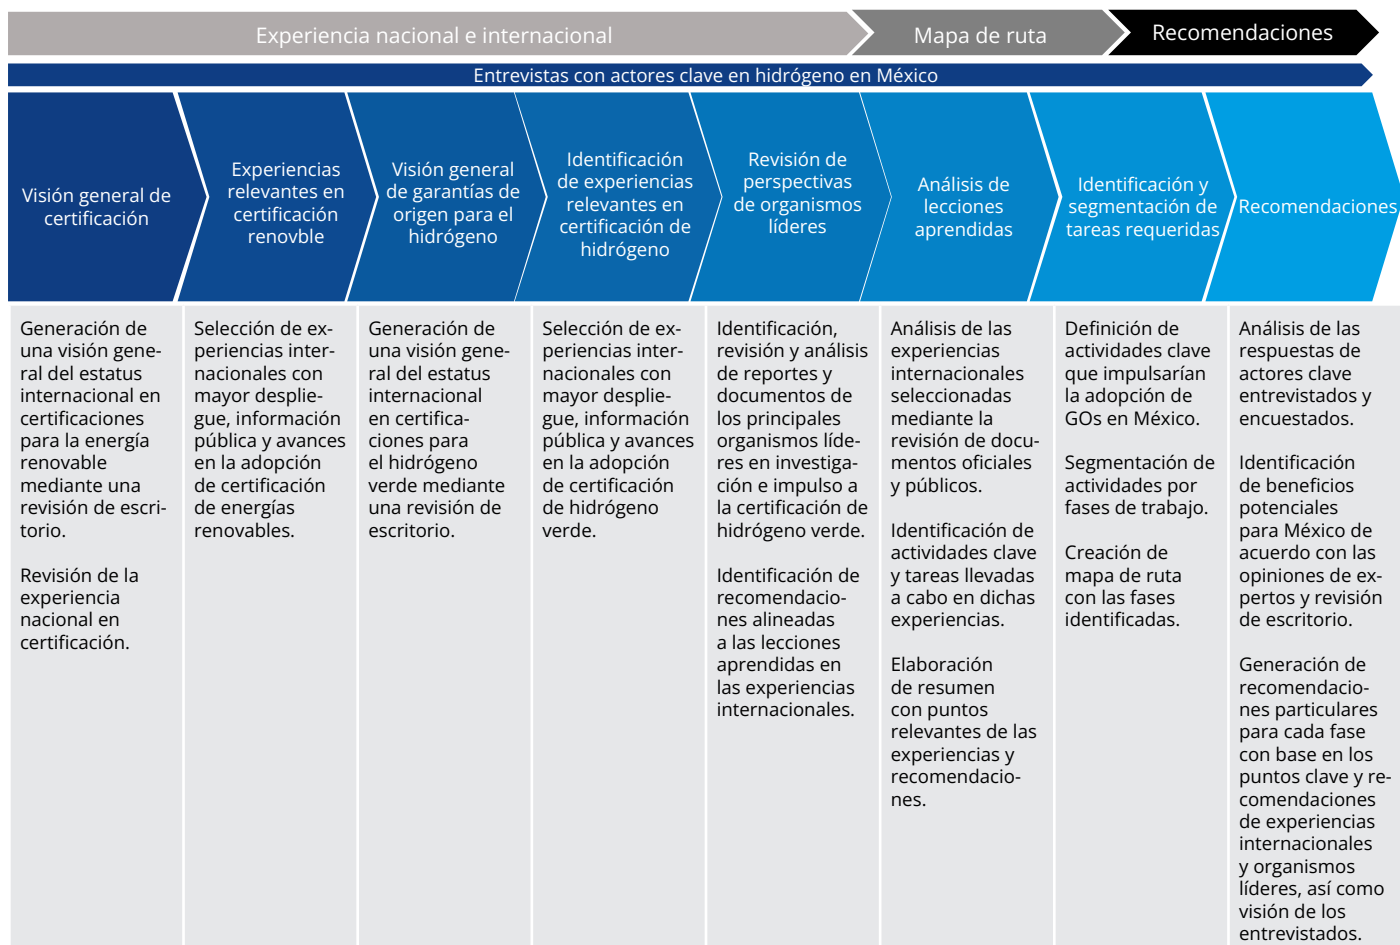 Experiencia nacional e internacional
Mapa de ruta
Recomendaciones
Entrevistas con actores clave en hidrógeno en México
Visión general de
certificación
Experiencias
relevantes en
certificación
renovble
Visión general
de garantías de
origen para el
hidrógeno
Identificación
de experiencias
relevantes en
certificación de
hidrógeno
Revisión de
perspectivas
de organismos
líderes
Análisis de
lecciones
aprendidas
Identificación y
segmentación de
tareas requeridas
Recomendaciones
Generación de
una visión gene-
ral del estatus
internacional en
certificaciones
para la energía
renovable
mediante una
revisión de escri-
torio.
Revisión de la
experiencia
nacional en
certificación.
Selección de ex-
periencias inter-
nacionales con
mayor desplie-
gue, información
pública y avances
en la adopción
de certificación
de energías
renovables.
Generación de
una visión gene-
ral del estatus
internacional
en certifica-
ciones para
el hidrógeno
verde mediante
una revisión de
escritorio.
Selección de ex-
periencias inter-
nacionales con
mayor desplie-
gue, información
pública y avances
en la adopción
de certificación
de hidrógeno
verde.
Identificación,
revisión y análisis
de reportes y
documentos de
los principales
organismos líde-
res en investiga-
ción e impulso a
la certificación de
hidrógeno verde.
Identificación de
recomendacio-
nes alineadas
a las lecciones
aprendidas en
las experiencias
internacionales.
Análisis de las
experiencias
internacionales
seleccionadas
mediante la
revisión de docu-
mentos oficiales
y públicos.
Identificación de
actividades clave
y tareas llevadas
a cabo en dichas
experiencias.
Elaboración
de resumen
con puntos
relevantes de las
experiencias y
recomendacio-
nes.
Definición de
actividades clave
que impulsarían
la adopción de
GOs en México.
Segmentación de
actividades por
fases de trabajo.
Creación de
mapa de ruta
con las fases
identificadas.
Análisis de las
respuestas de
actores clave
entrevistados y
encuestados.
Identificación
de beneficios
potenciales
para México de
acuerdo con las
opiniones de ex-
pertos y revisión
de escritorio.
Generación de
recomendacio-
nes particulares
para cada fase
con base en los
puntos clave y re-
comendaciones
de experiencias
internacionales
y organismos
líderes, así como
visión de los
entrevistados.